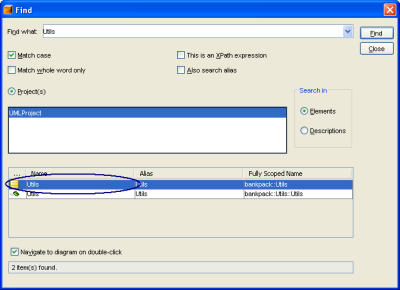 Find
Find what: Utils
Find
Close
Match case
This is an XPath expression
Match whole word only
Also search alias
Project(s)
Search in
UMLProject
Elements
Descriptions
... Name Alias Fully Scoped Name
Utils Utils bankpack::Utils
Utils Utils bankpack::Utils::Utils
Navigate to diagram on double-click
2 item(s) found.